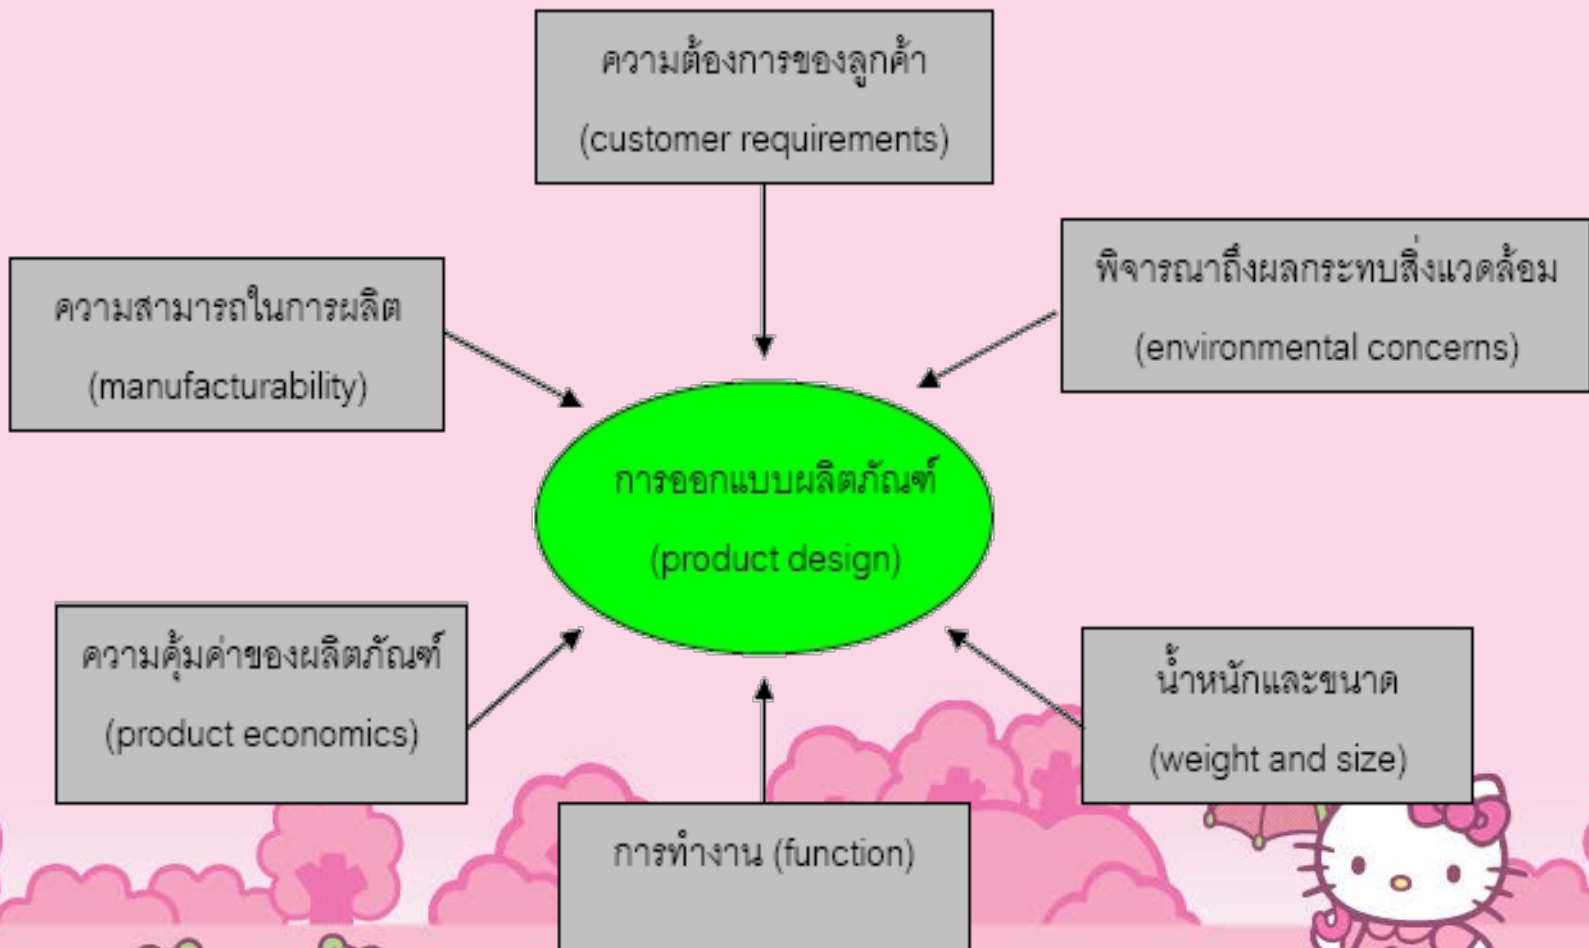 ความต้องการของลูกค้า
(customer requirements)
พิจารณาถึงผลกระทบสิ่งแวดล้อม
(environmental concerns)
ความสามารถในการผลิต
(manufacturability)
การออกแบบผลิตภัณฑ์
(product design)
ความคุ้มค่าของผลิตภัณฑ์
(product economics)
น้ำหนักและขนาด
(weight and size)
การทำงาน (function)